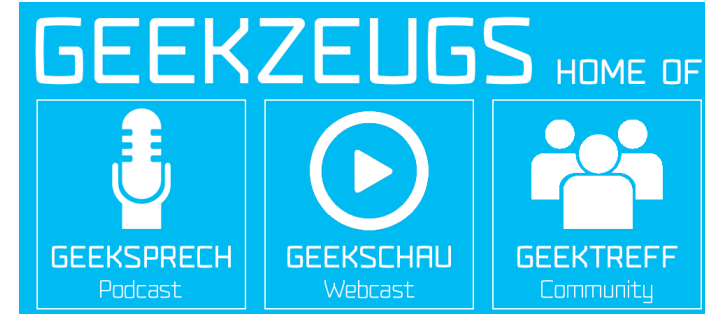 GEEKZEUGS HOME OF
GEEKSPRECH
Podcast
GEEKSCHAU
Webcast
GEEKTREFF
Community